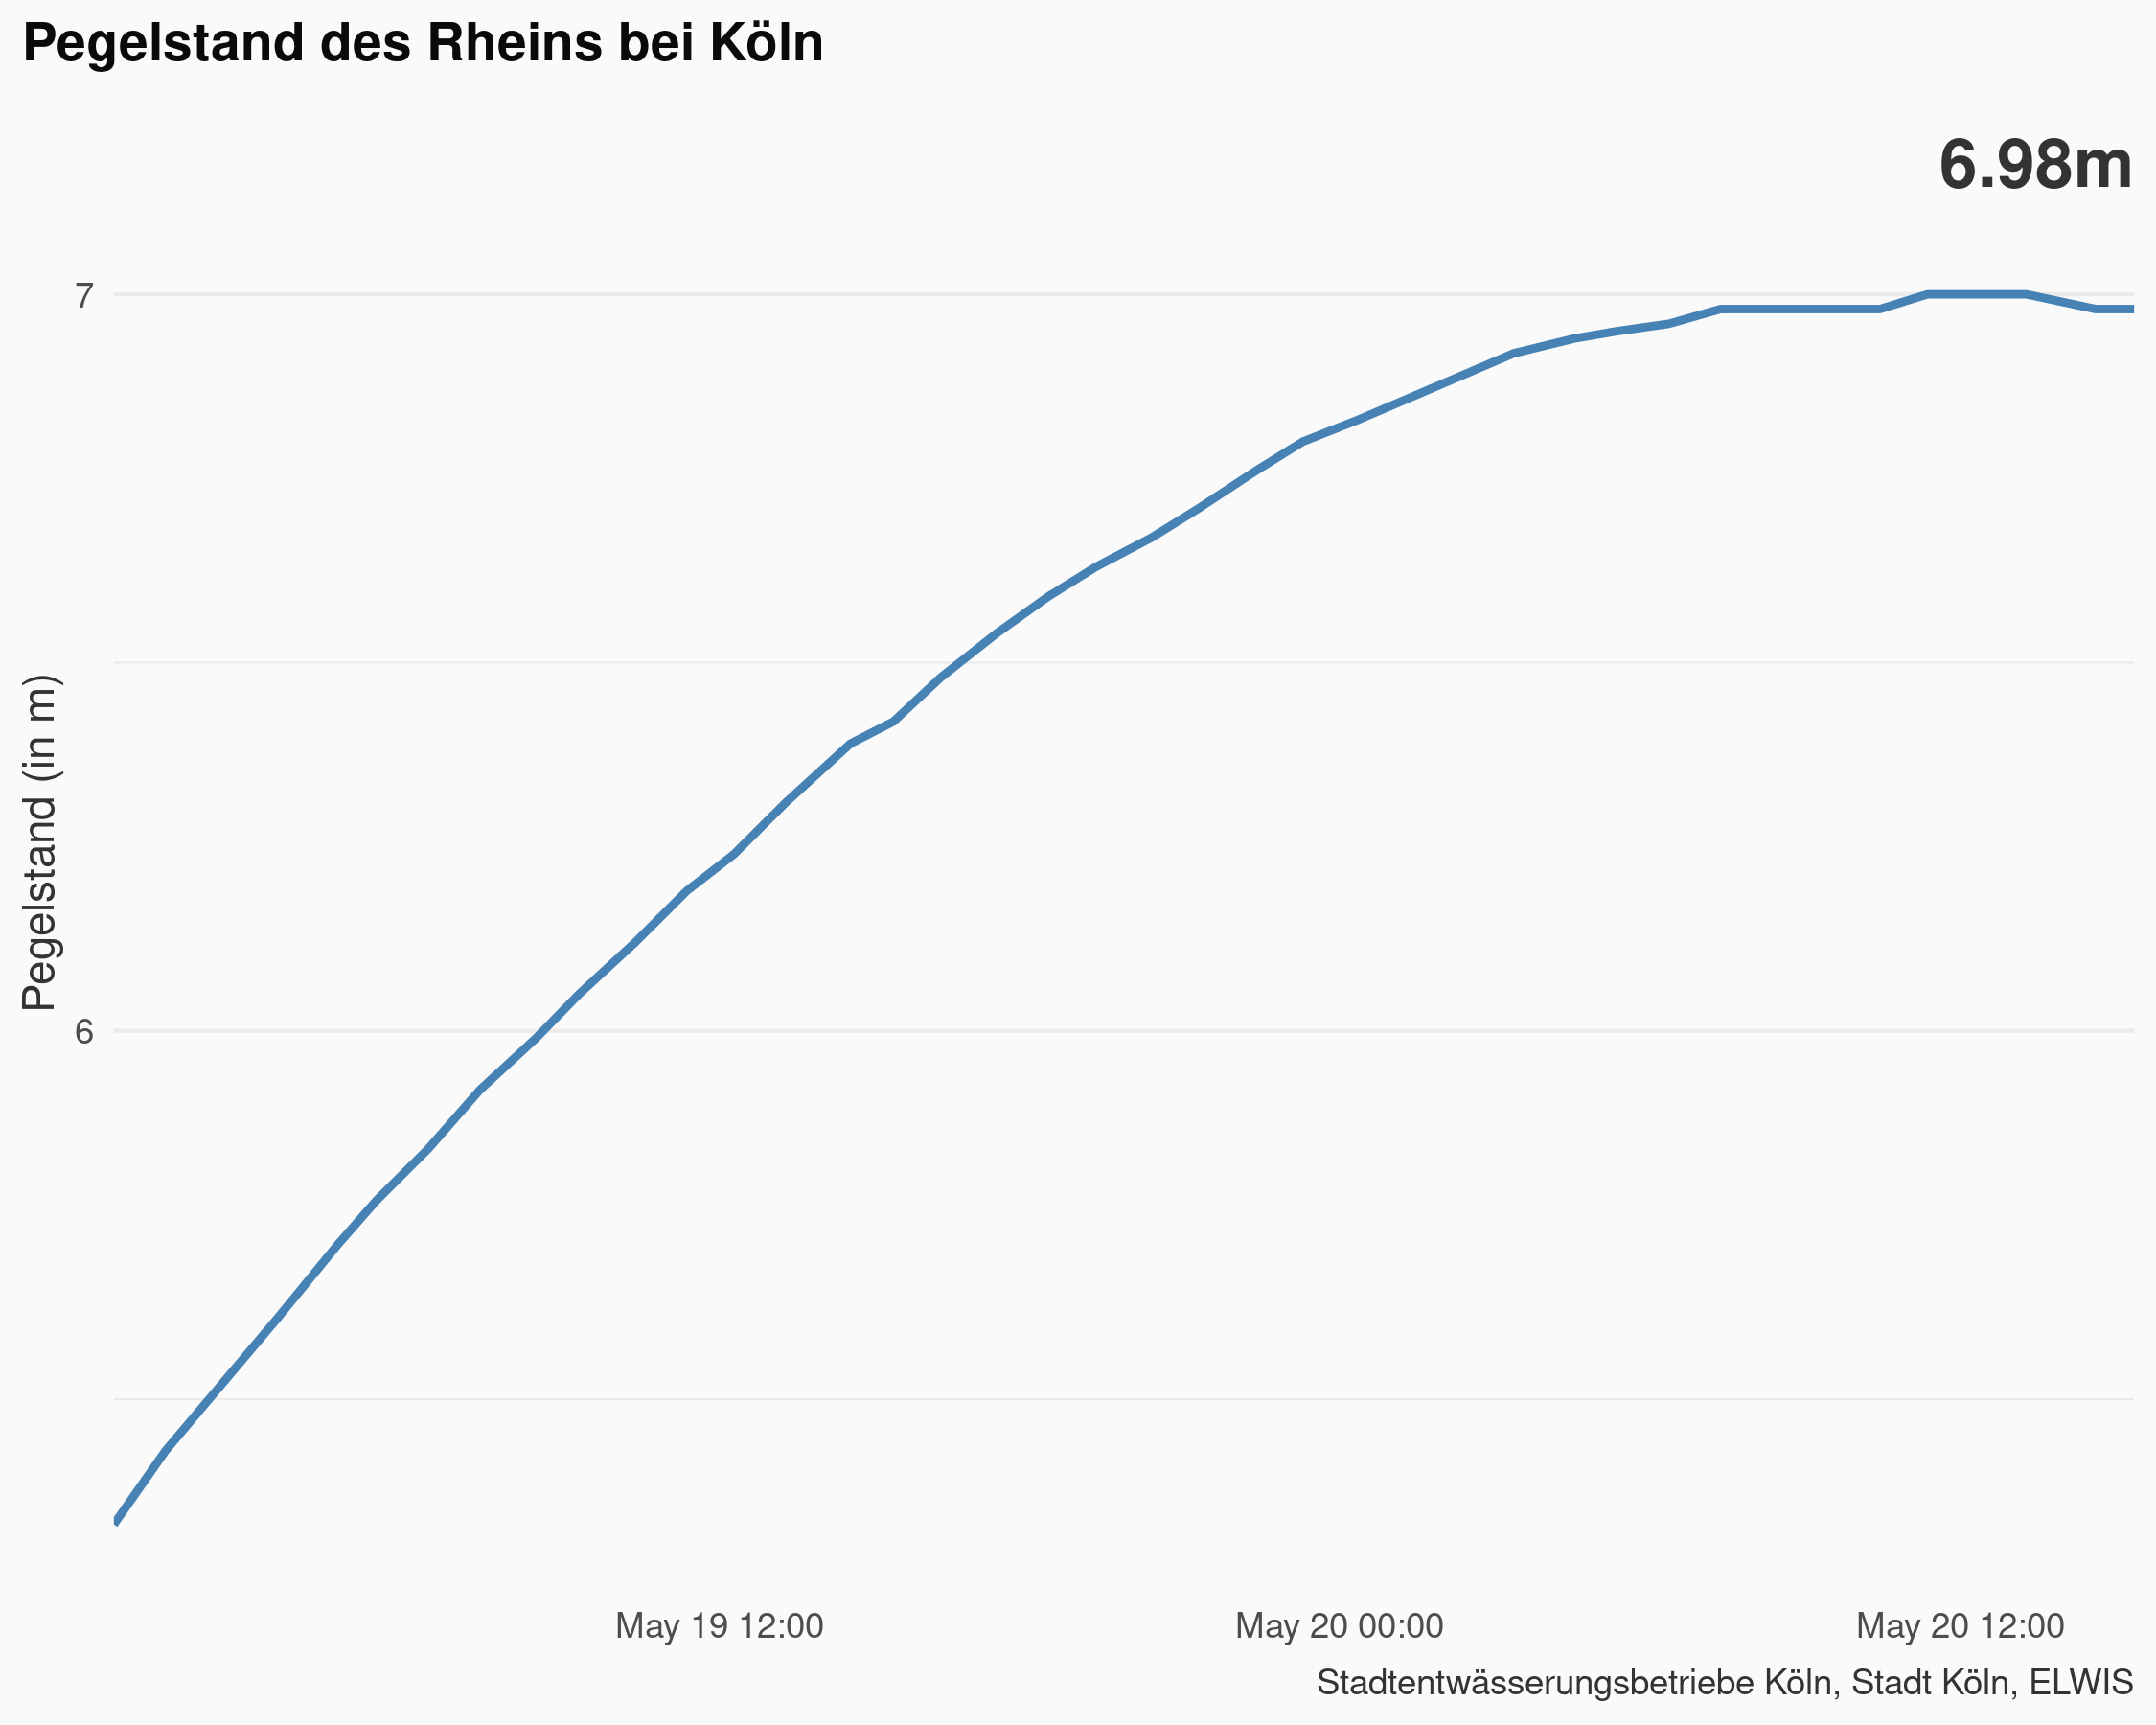 Pegelstand des Rheins bei Köln
6.98m
7
Pegelstand (in m)
6
May 19 12:00
May 20 00:00
May 20 12:00
Stadtentwässerungsbetriebe Köln, Stadt Köln, ELWIS